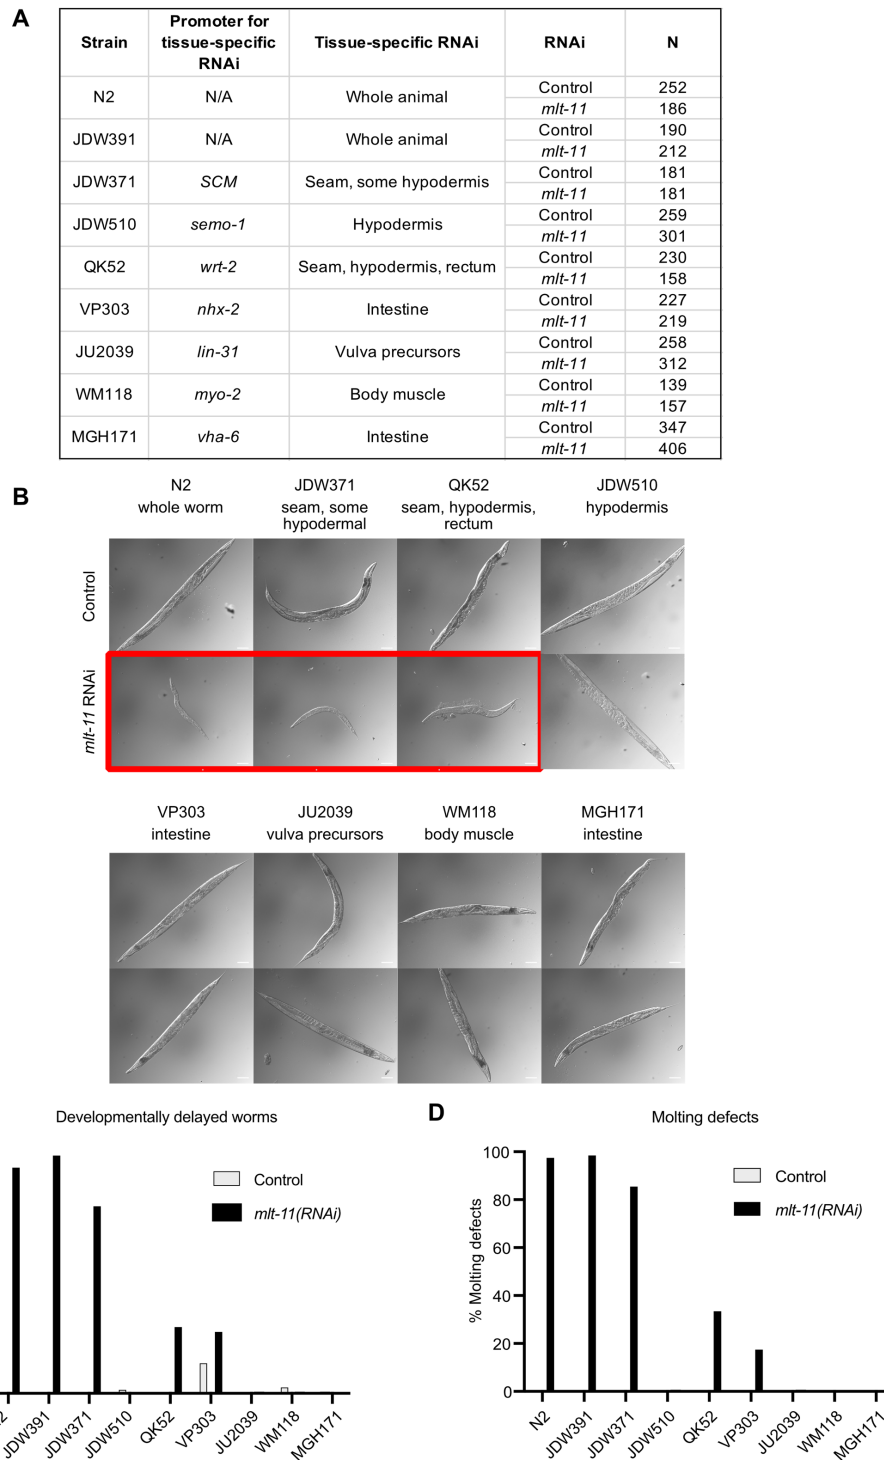 A
Strain
Promoter for
tissue-specific
RNAi
Tissue-specific RNAi
RNAi
N
N2
N/A
Whole animal
Control
252
mlt-11
186
JDW391
N/A
Whole animal
Control
190
mlt-11
212
JDW371
SCM
Seam, some hypodermis
Control
181
mlt-11
181
JDW510
semo-1
Hypodermis
Control
259
mlt-11
301
QK52
wrt-2
Seam, hypodermis, rectum
Control
230
mlt-11
158
VP303
nhx-2
Intestine
Control
227
mlt-11
219
JU2039
lin-31
Vulva precursors
Control
258
mlt-11
312
WM118
myo-2
Body muscle
Control
139
mlt-11
157
MGH171
vha-6
Intestine
Control
347
mlt-11
406
B
N2
whole worm
JDW371
seam, some
hypodermal
QK52
seam, hypodermis,
rectum
JDW510
hypodermis
Control
mlt-11 RNAi
VP303
intestine
JU2039
vulva precursors
WM118
body muscle
MGH171
intestine
Developmentally delayed worms
Control
mlt-11(RNAi)
2
JDW391
JDW371
JDW510
QK52
VP303
JU2039
WM118
MGH171
D
Molting defects
% Molting defects
100
80
60
40
20
0
Control
mlt-11(RNAi)
N2
JDW391
JDW371
JDW510
QK52
VP303
JU2039
WM118
MGH171